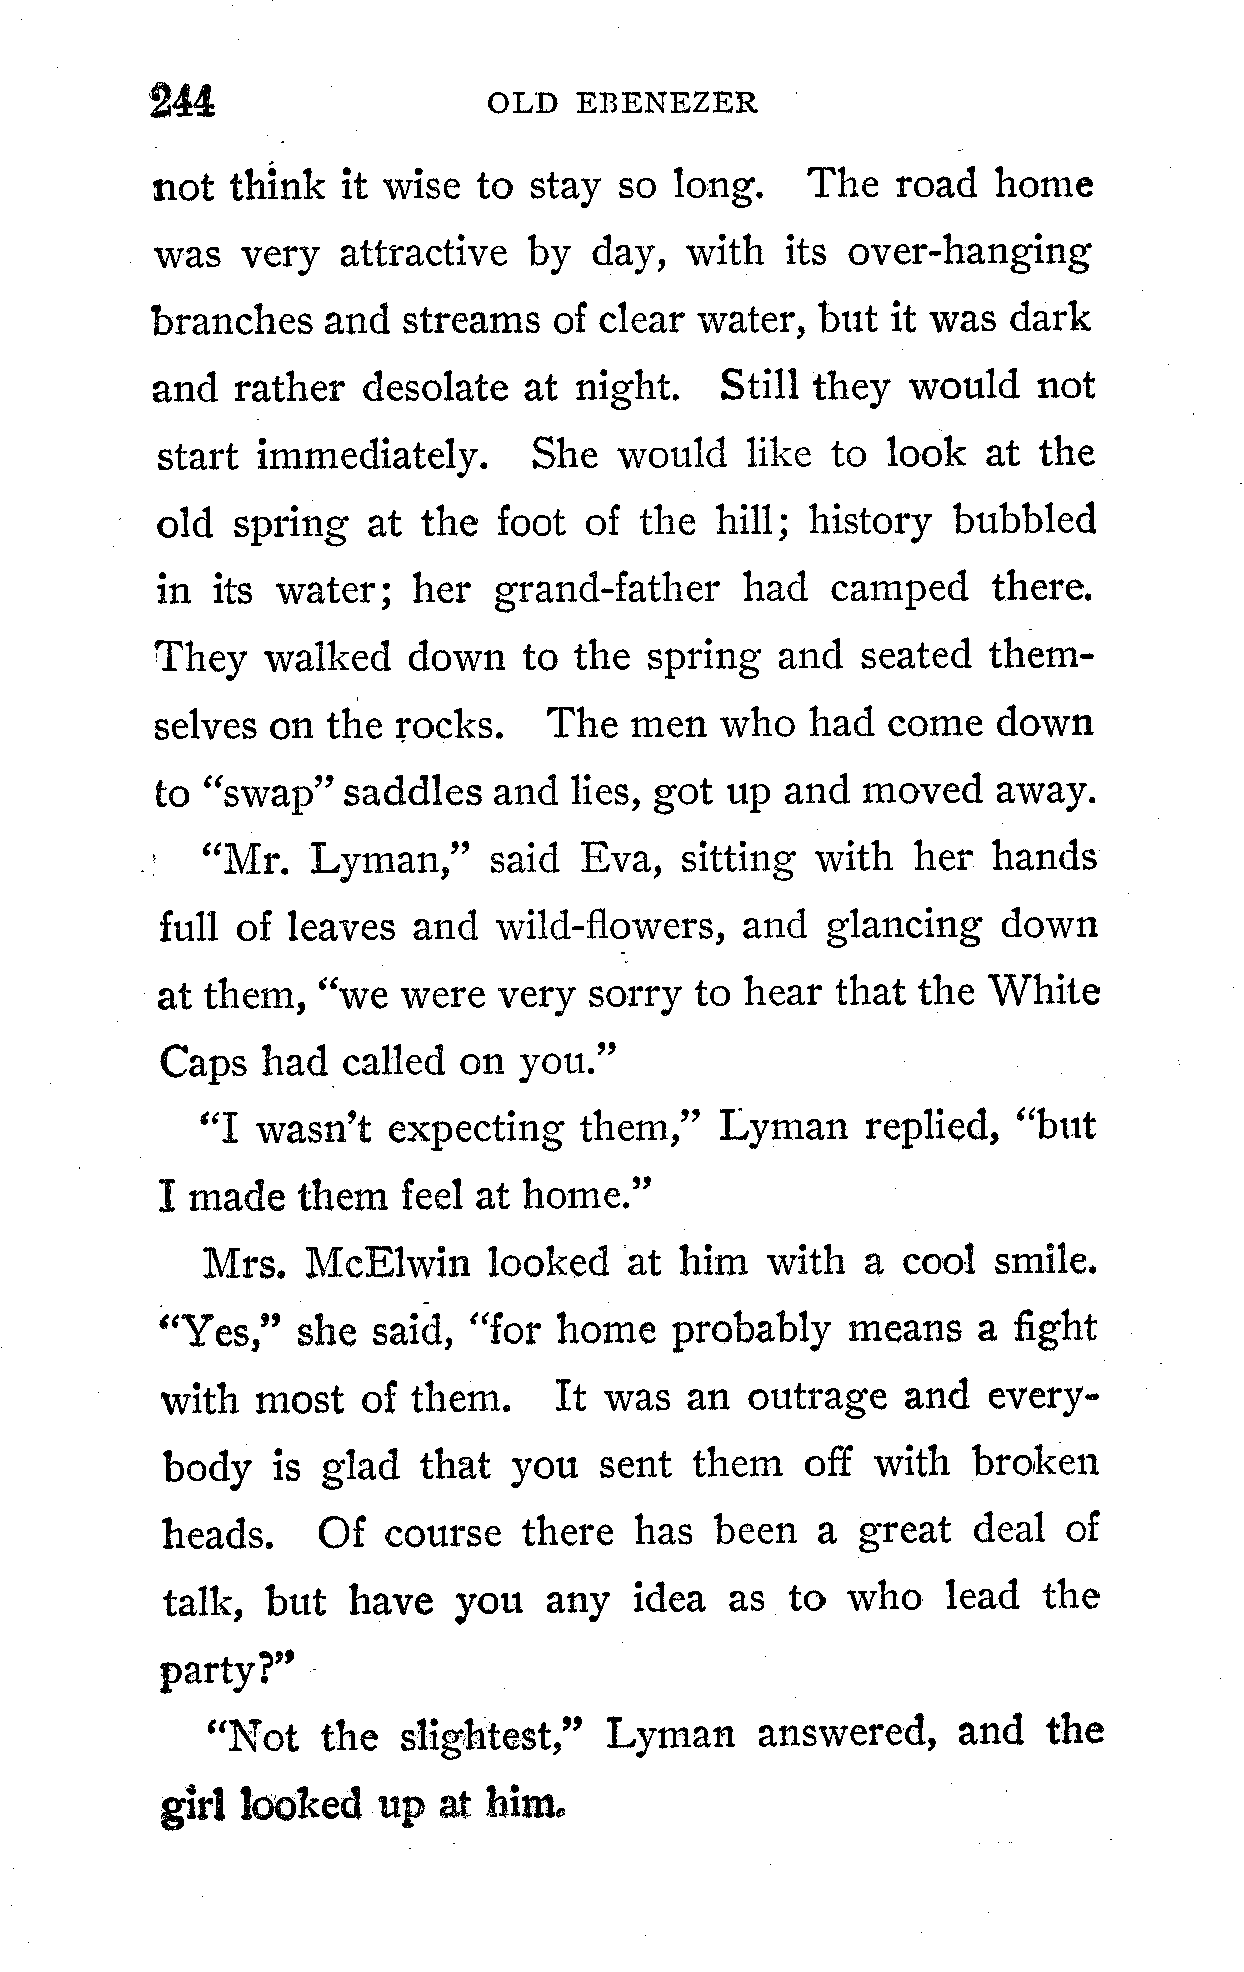 244 OLD EBENEZER
not think it wise to stay so long. The road home
was very attractive by day, with its over-hanging
branches and streams of clear water, but it was dark
and rather desolate at night. Still they would not
start immediately. She would like to look at the
old spring at the foot of the hill; history bubbled
in its water; her grand-father had camped there.
They walked down to the spring and seated them-
selves on the rocks. The men who had come down
to “swap” saddles and lies, got up and moved away.
“Mr. Lyman,” said Eva, sitting with her hands
full of leaves and wild-flowers, and glancing down
at them, “we were very sorry to hear that the White
Caps had called on you.”
“I wasn’t expecting them,” Lyman replied, “but
I made them feel at home.”
Mrs. McElwin looked at him with a cool smile.
“Yes,” she said, “for home probably means a fight
with most of them. It was an outrage and every-
body is glad that you sent them off with broken
heads. Of course there has been a great deal of
talk, but have you any idea as to who lead the
party?”
“Not the slightest,” Lyman answered, and the
girl looked up at him.